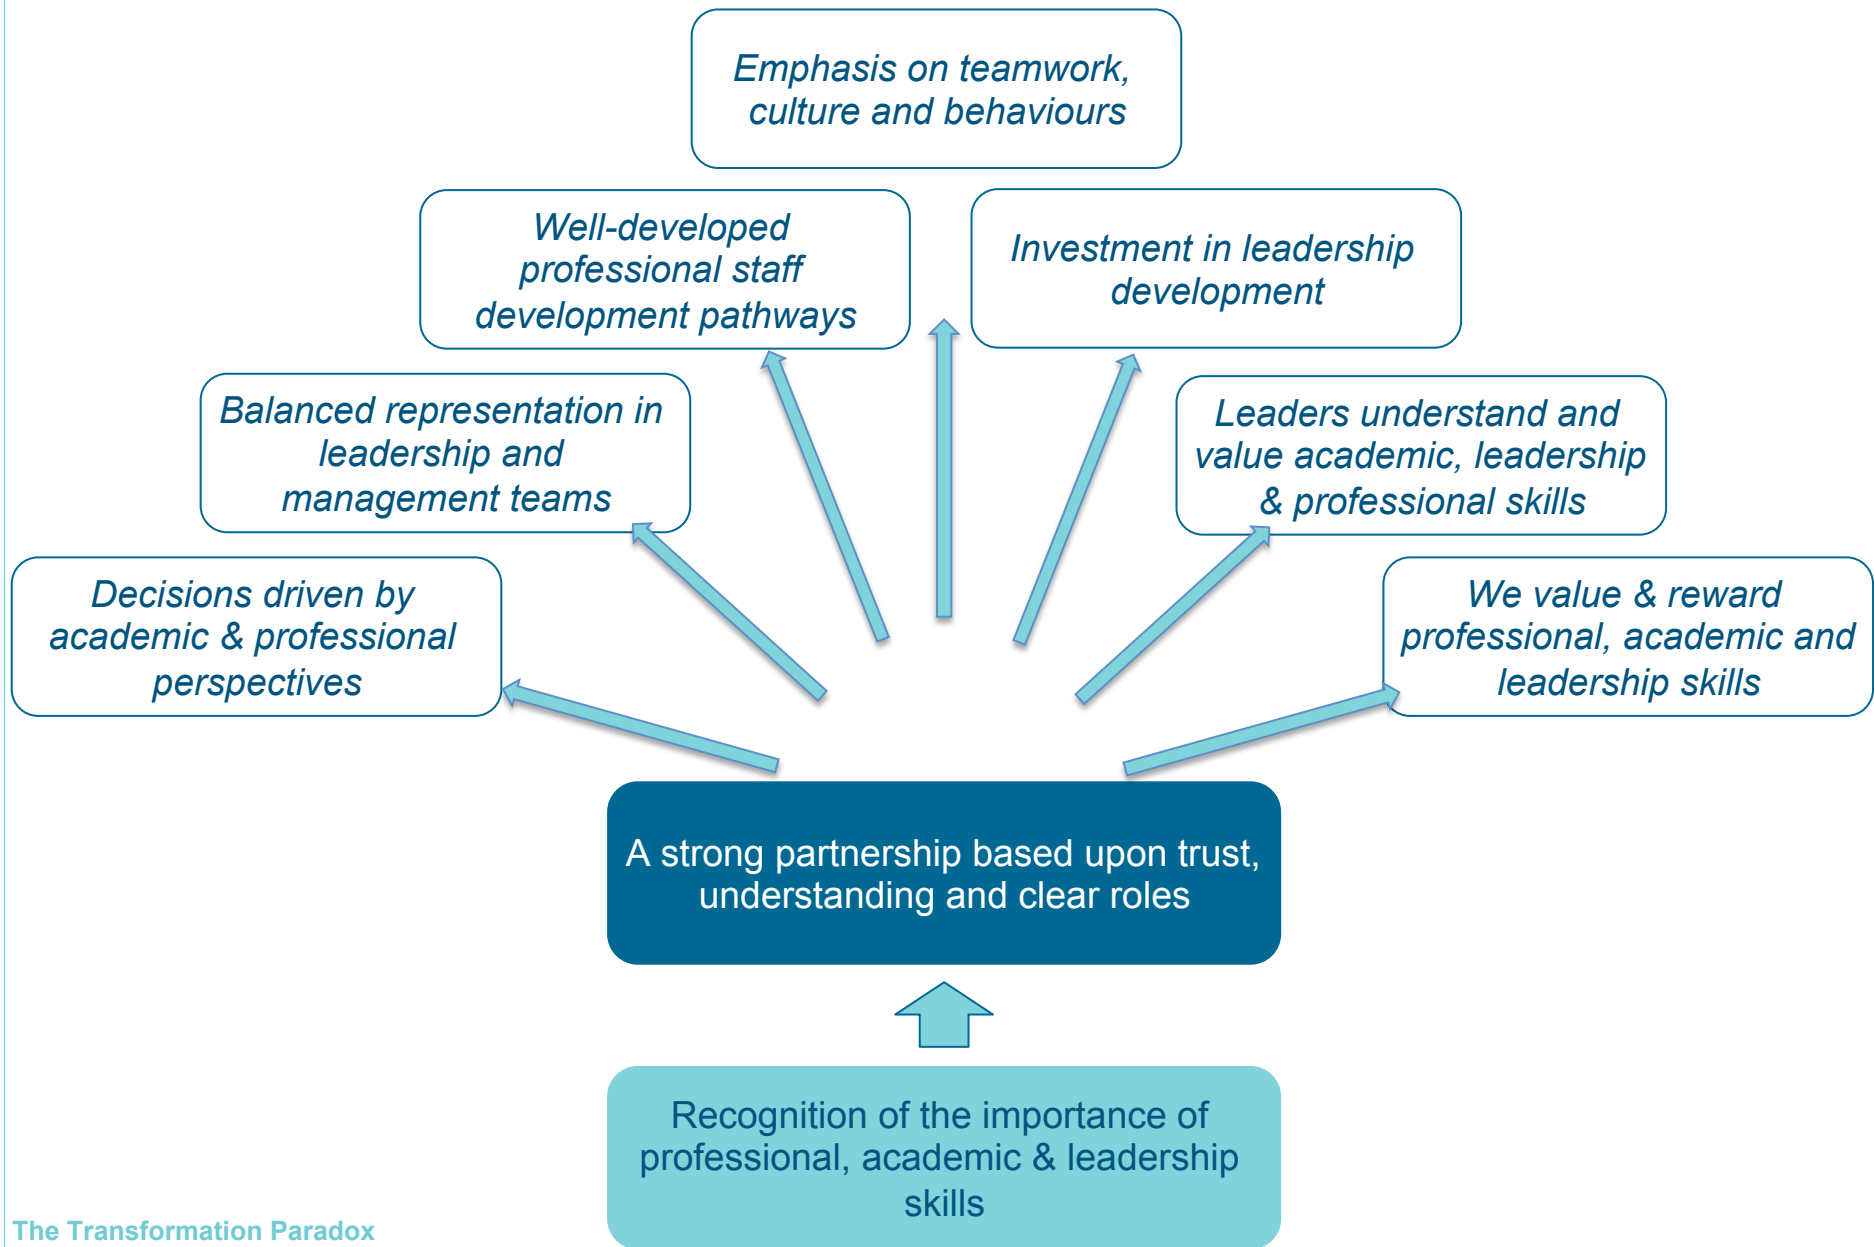 Emphasis on teamwork,
culture and behaviours
Well-developed
professional staff
development pathways
Investment in leadership
development
Balanced representation in
leadership and
management teams
Leaders understand and
value academic, leadership
& professional skills
Decisions driven by
academic & professional
perspectives
We value & reward
professional, academic and
leadership skills
A strong partnership based upon trust,
understanding and clear roles
Recognition of the importance of
professional, academic & leadership
skills
The Transformation Paradox